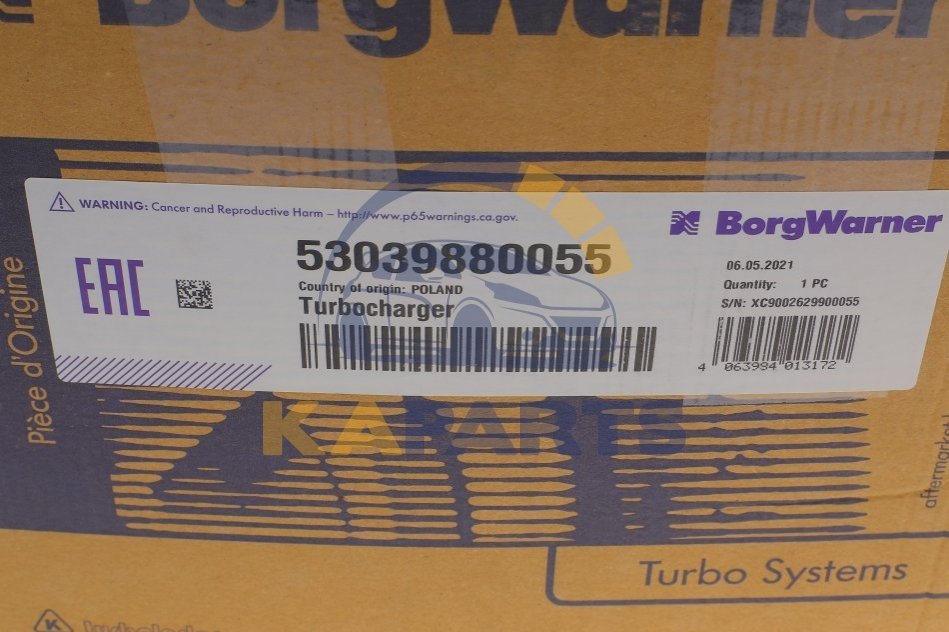 BorgWarner
WARNING: Cancer and Reproductive Harm – http://www.p65warnings.ca.gov.
BorgWarner
53039880055
06.05.2021
Country of origin: POLAND
Quantity: 1 PC
EAC
Turbocharger
S/N: XC9002629900055
4 063984 013172
Pièce d'Origine
KAPARTS
aftermarket
Turbo Systems
K